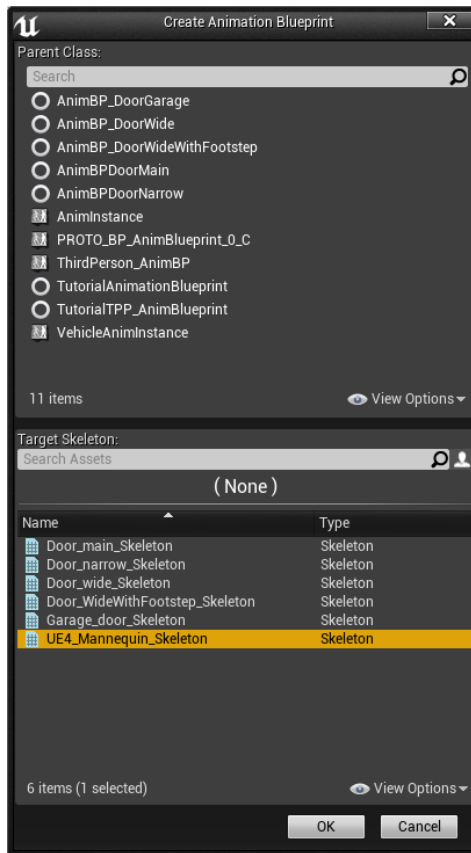 Create Animation Blueprint
Parent Class:
Search
AnimBP_DoorGarage
AnimBP_DoorWide
AnimBP_DoorWideWithFootstep
AnimBPDoorMain
AnimBPDoorNarrow
AnimInstance
PROTO_BP_AnimBlueprint_0_C
ThirdPerson_AnimBP
TutorialAnimationBlueprint
TutorialTPP_AnimBlueprint
VehicleAnimInstance
11 items View Options
Target Skeleton:
Search Assets
( None )
Name Type
Door_main_Skeleton Skeleton
Door_narrow_Skeleton Skeleton
Door_wide_Skeleton Skeleton
Door_WideWithFootstep_Skeleton Skeleton
Garage_door_Skeleton Skeleton
UE4_Mannequin_Skeleton Skeleton
6 items (1 selected) View Options
OK Cancel